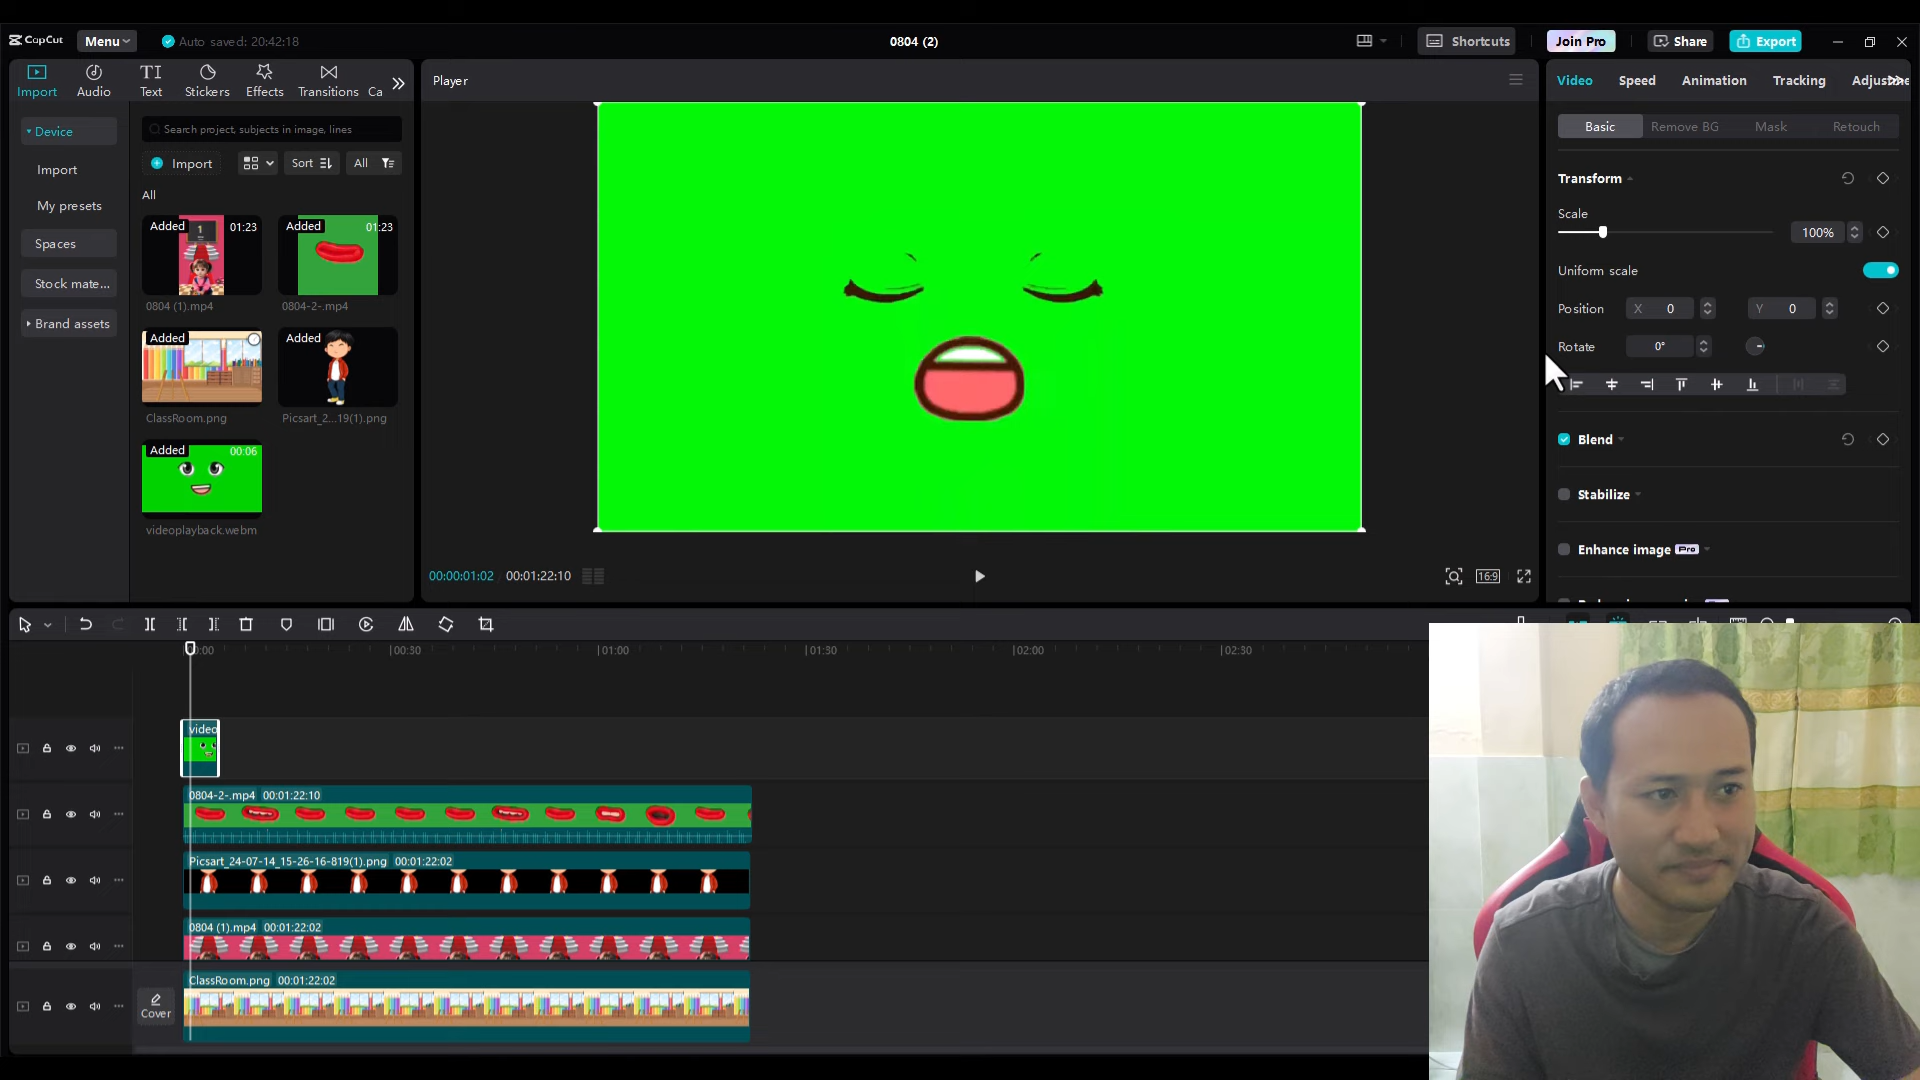 CapCut
Menu
Auto saved: 20:42:18
0804 (2)
Shortcuts
Join Pro
Share
Export
Import
Audio
Text
Stickers
Effects
Transitions
Ca
Player
Video
Speed
Animation
Tracking
Device
Import
My presets
Spaces
Stock mate...
Brand assets
Search project, subjects in image, lines
Import
Sort
All
All
Added 01:23
0804 (1).mp4
Added 01:23
0804-2-.mp4
Added
ClassRoom.png
Added
Picsart_2...19(1).png
Added 00:06
videoplayback.webm
00:00:01:02
00:01:22:10
16:9
Basic
Remove BG
Mask
Retouch
Transform
Scale
100%
Uniform scale
Position
X 0
Y 0
Rotate
0°
Blend
Stabilize
Enhance image Pro
00:30
01:00
01:30
02:00
02:30
video
0804-2-.mp4 00:01:22:10
Picsart_24-07-14_15-26-16-819(1).png 00:01:22:02
0804 (1).mp4 00:01:22:02
ClassRoom.png 00:01:22:02
Cover